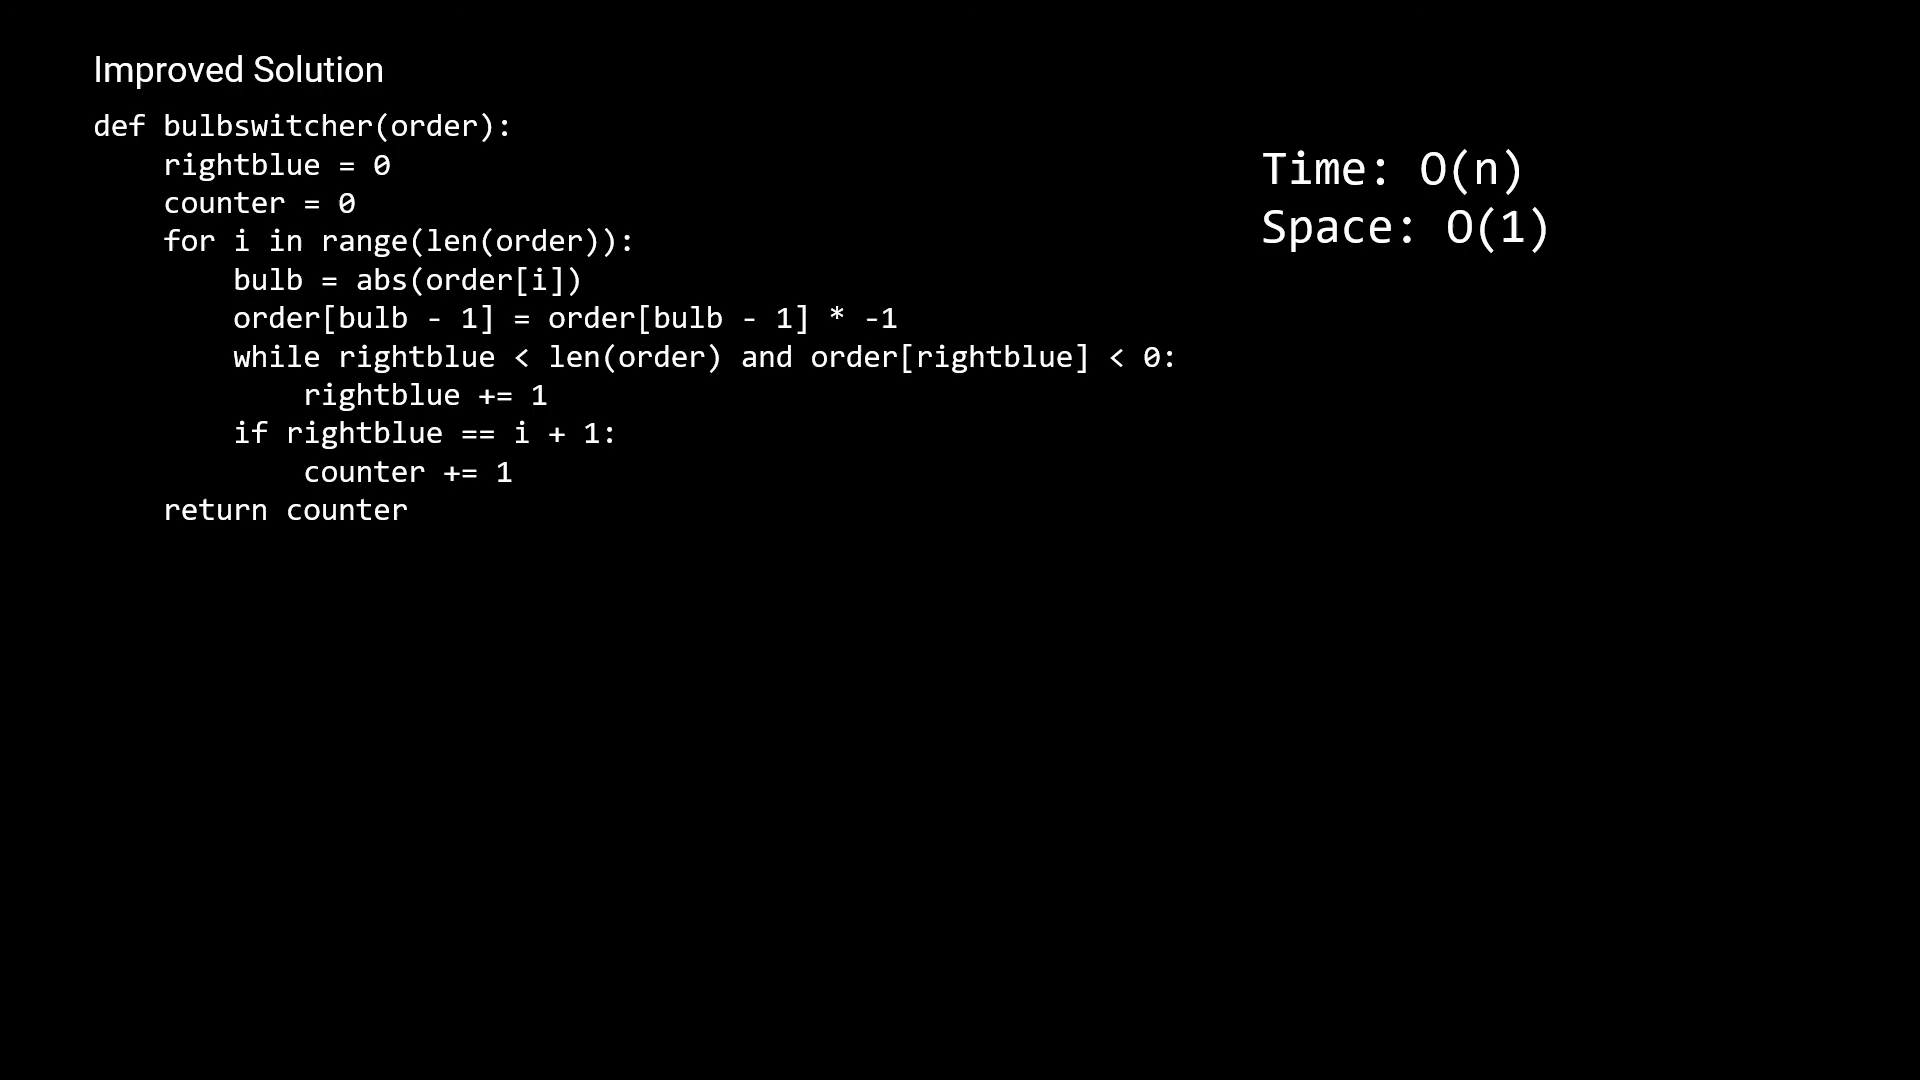 Improved Solution
def bulbswitcher(order):
    rightblue = 0
    counter = 0
    for i in range(len(order)):
        bulb = abs(order[i])
        order[bulb - 1] = order[bulb - 1] * -1
        while rightblue < len(order) and order[rightblue] < 0:
            rightblue += 1
        if rightblue == i + 1:
            counter += 1
    return counter
Time: O(n)
Space: O(1)